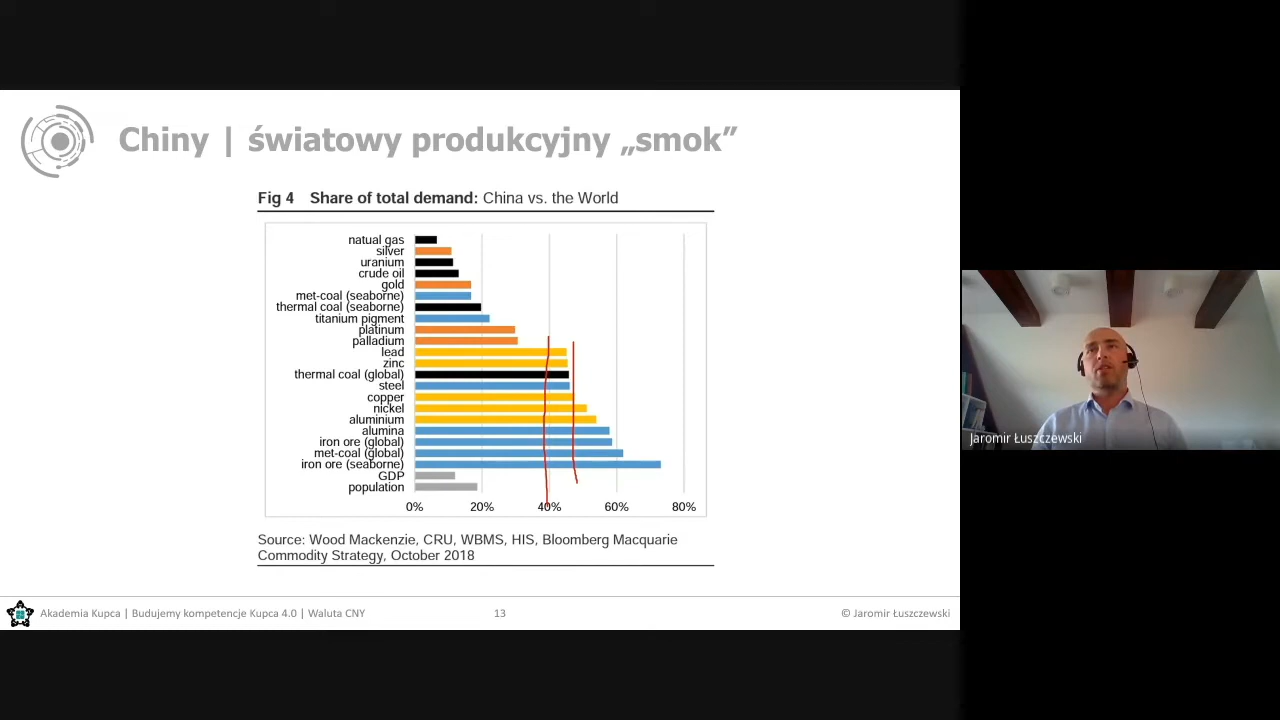 Chiny | światowy produkcyjny „smok”
Fig 4 Share of total demand: China vs. the World
natual gas
silver
uranium
crude oil
gold
met-coal (seaborne)
thermal coal (seaborne)
titanium pigment
platinum
palladium
lead
zinc
thermal coal (global)
steel
copper
nickel
aluminium
alumina
iron ore (global)
met-coal (global)
iron ore (seaborne)
GDP
population
0% 20% 40% 60% 80%
Source: Wood Mackenzie, CRU, WBMS, HIS, Bloomberg Macquarie
Commodity Strategy, October 2018
Akademia Kupca | Budujemy kompetencje Kupca 4.0 | Waluta CNY
13
© Jaromir Łuszczewski
Jaromir Łuszczewski